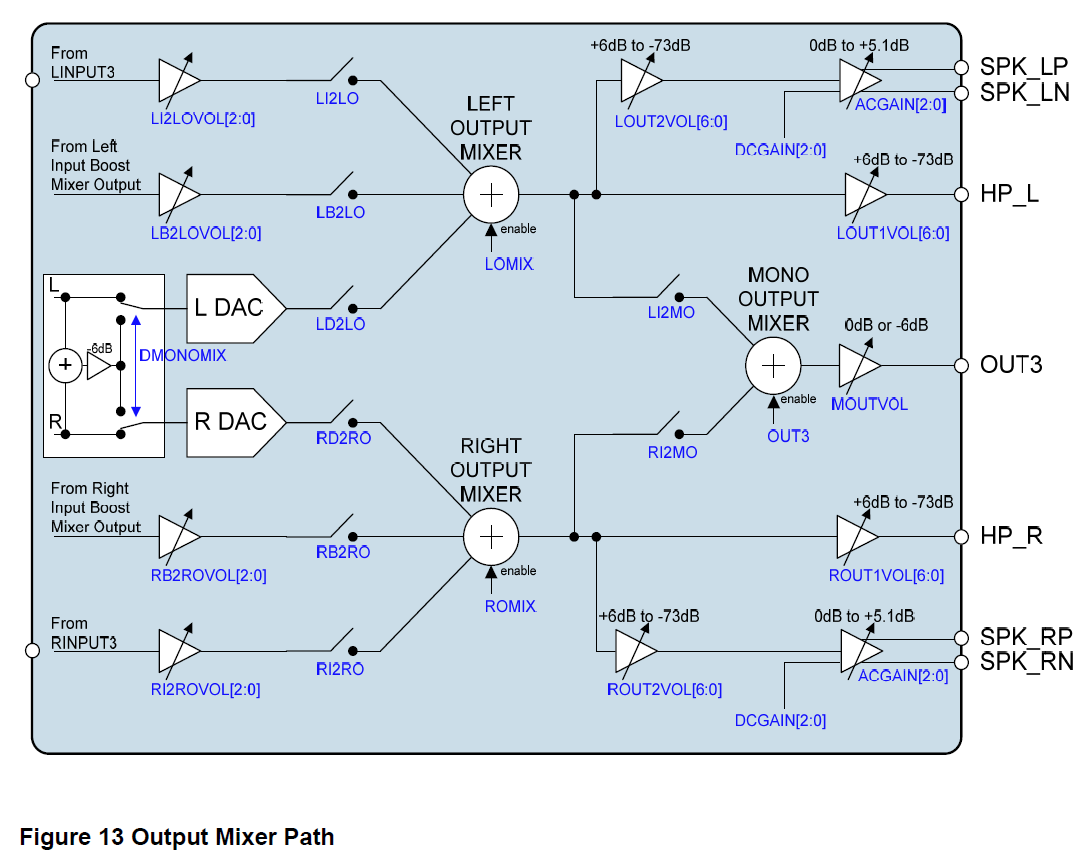 From
LINPUT3
LI2LOVOL[2:0]
LI2LO
From Left
Input Boost
Mixer Output
LB2LOVOL[2:0]
LB2LO
LEFT
OUTPUT
MIXER
enable
LOMIX
+6dB to -73dB
LOUT2VOL[6:0]
0dB to +5.1dB
ACGAIN[2:0]
DCGAIN[2:0]
SPK_LP
SPK_LN
+6dB to -73dB
LOUT1VOL[6:0]
HP_L
L
R
-6dB
DMONOMIX
L DAC
LD2LO
R DAC
RD2RO
LI2MO
RI2MO
MONO
OUTPUT
MIXER
enable
OUT3
0dB or -6dB
MOUTVOL
OUT3
RIGHT
OUTPUT
MIXER
enable
ROMIX
From Right
Input Boost
Mixer Output
RB2ROVOL[2:0]
RB2RO
From
RINPUT3
RI2ROVOL[2:0]
RI2RO
+6dB to -73dB
ROUT1VOL[6:0]
HP_R
+6dB to -73dB
ROUT2VOL[6:0]
0dB to +5.1dB
ACGAIN[2:0]
DCGAIN[2:0]
SPK_RP
SPK_RN
Figure 13 Output Mixer Path